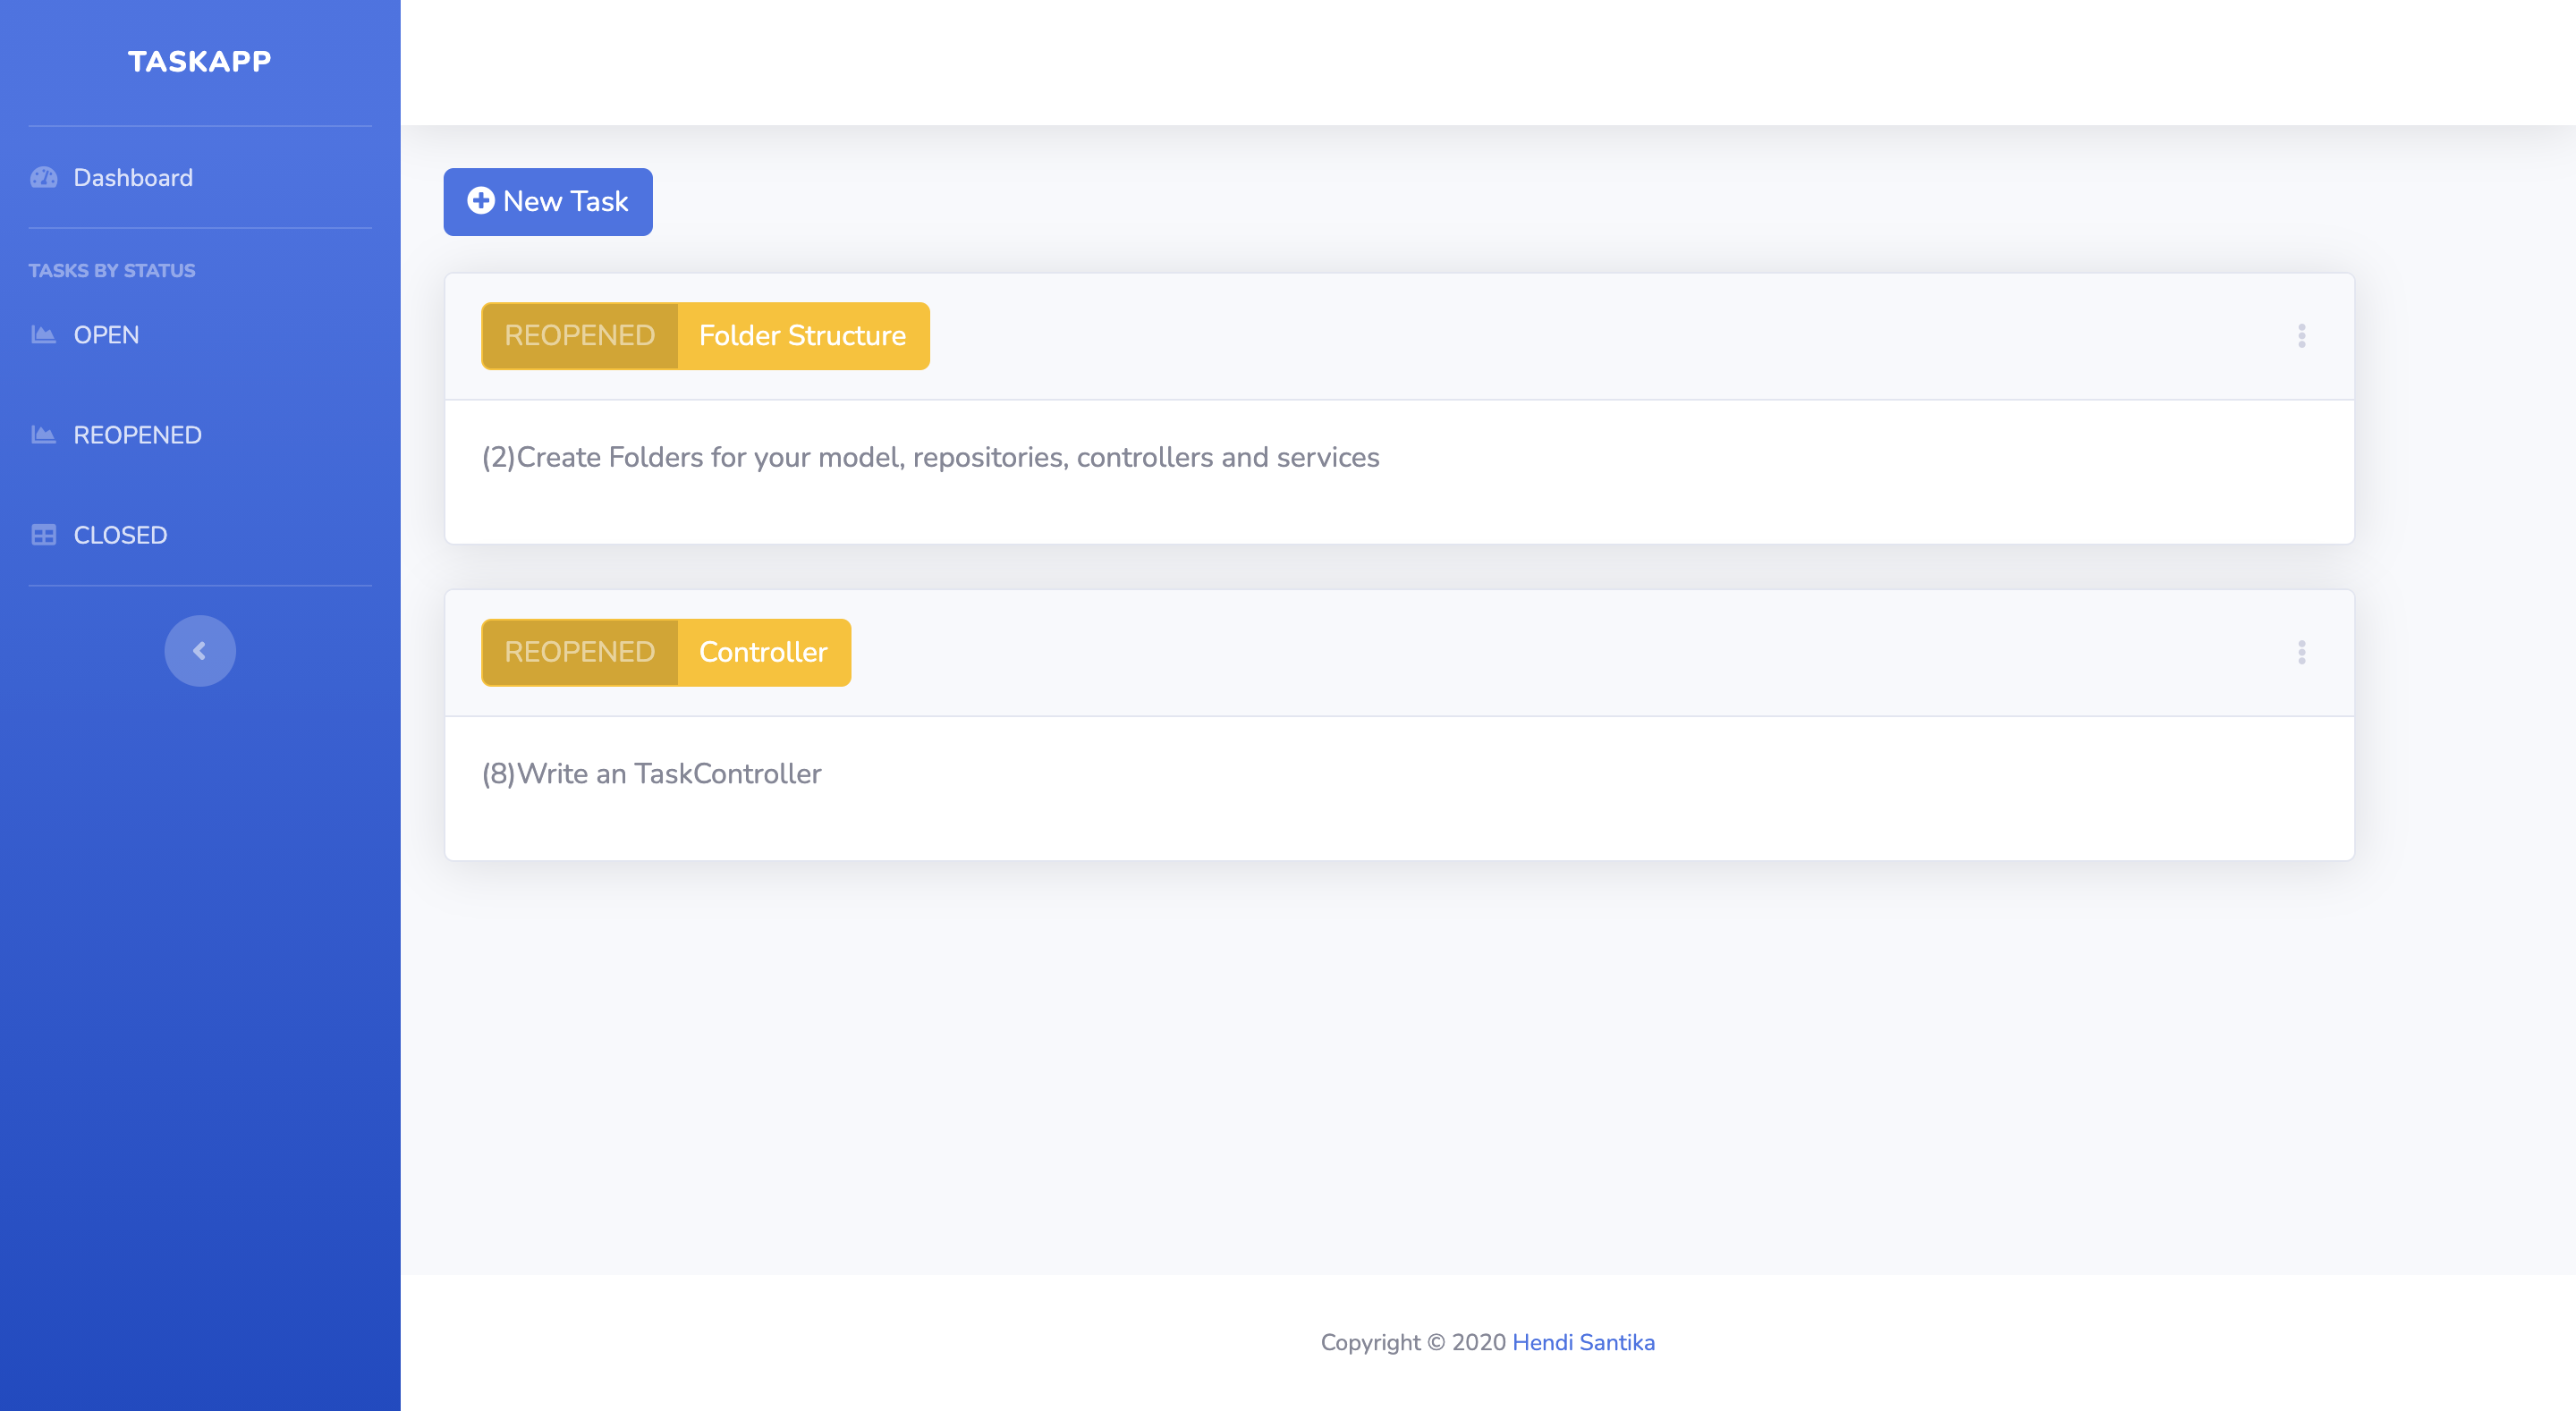 TASKAPP
Dashboard
TASKS BY STATUS
OPEN
REOPENED
CLOSED
New Task
REOPENED Folder Structure
(2)Create Folders for your model, repositories, controllers and services
REOPENED Controller
(8)Write an TaskController
Copyright © 2020 Hendi Santika